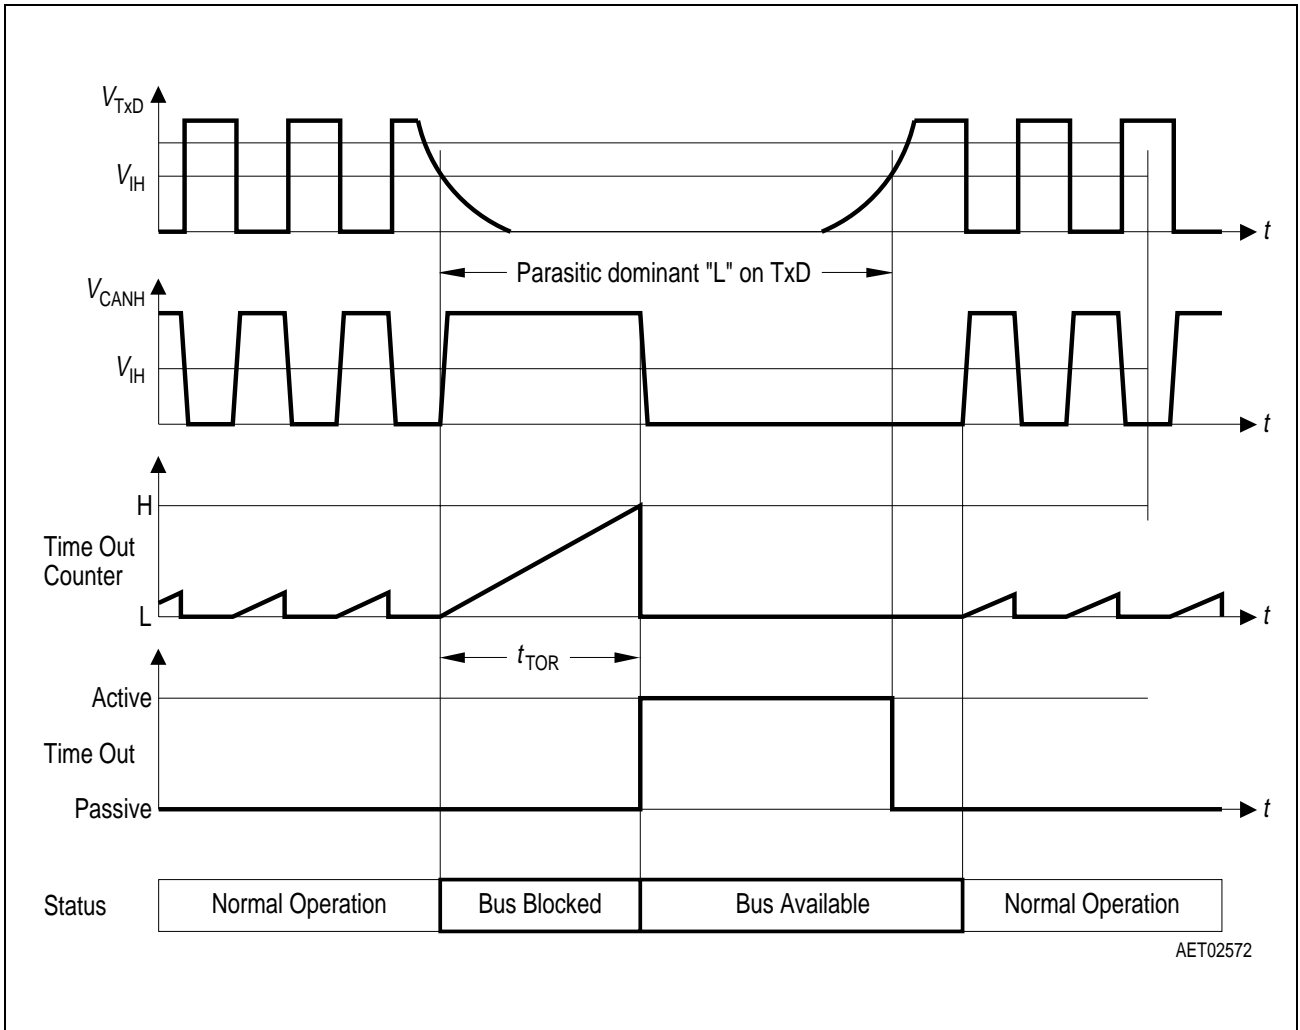 VTxD
VIH
t
Parasitic dominant "L" on TxD
VCANH
VIH
t
H
Time Out
Counter
L
t
tTOR
Active
Time Out
Passive
t
Status
Normal Operation
Bus Blocked
Bus Available
Normal Operation
AET02572